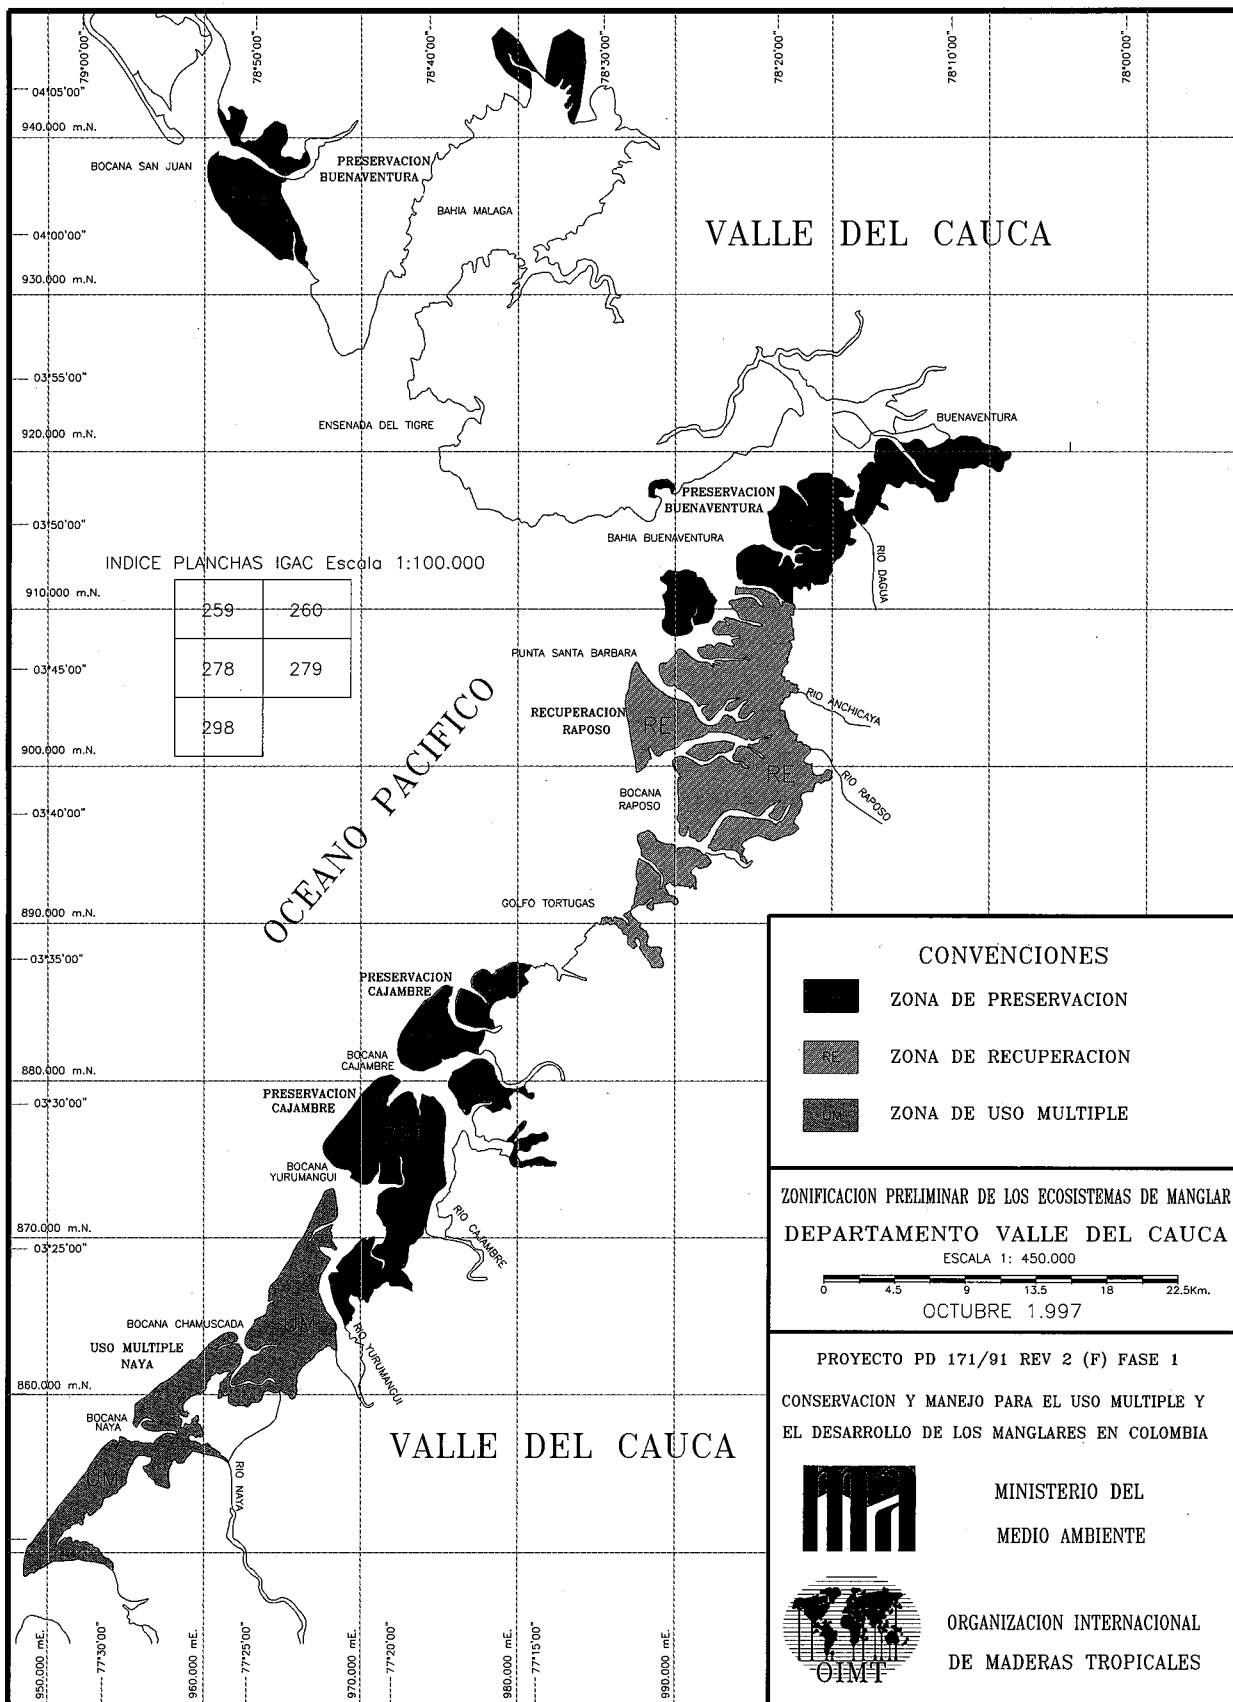 79°00'00"
78°50'00"
78°40'00"
78°30'00"
78°20'00"
78°10'00"
78°00'00"
04°05'00"
940.000 m.N.
BOCANA SAN JUAN
PRESERVACION
BUENAVENTURA
BAHIA MALAGA
VALLE DEL CAUCA
04°00'00"
930.000 m.N.
03°55'00"
920.000 m.N.
ENSENADA DEL TIGRE
BUENAVENTURA
PRESERVACION
BUENAVENTURA
03°50'00"
BAHIA BUENAVENTURA
RIO DAGUA
INDICE PLANCHAS IGAC Escala 1:100.000
259 260
278 279
298
910.000 m.N.
03°45'00"
PUNTA SANTA BARBARA
RIO ANCHICAYA
RECUPERACION
RAPOSO
RE
RE
900.000 m.N.
RIO RAPOSO
BOCANA
RAPOSO
03°40'00"
OCEANO PACIFICO
890.000 m.N.
GOLFO TORTUGAS
03°35'00"
PRESERVACION
CAJAMBRE
BOCANA
CAJAMBRE
880.000 m.N.
03°30'00"
PRESERVACION
CAJAMBRE
BOCANA
YURUMANGUI
RIO CAJAMBRE
870.000 m.N.
03°25'00"
BOCANA CHAMUSCADA
UM
USO MULTIPLE
NAYA
RIO YURUMANGUI
860.000 m.N.
BOCANA
NAYA
UM
RIO NAYA
VALLE DEL CAUCA
950.000 mE.
77°30'00"
960.000 mE.
77°25'00"
970.000 mE.
77°20'00"
980.000 mE.
77°15'00"
990.000 mE.
CONVENCIONES
ZONA DE PRESERVACION
RE ZONA DE RECUPERACION
UM ZONA DE USO MULTIPLE
ZONIFICACION PRELIMINAR DE LOS ECOSISTEMAS DE MANGLAR
DEPARTAMENTO VALLE DEL CAUCA
ESCALA 1: 450.000
0 4.5 9 13.5 18 22.5Km.
OCTUBRE 1.997
PROYECTO PD 171/91 REV 2 (F) FASE 1
CONSERVACION Y MANEJO PARA EL USO MULTIPLE Y
EL DESARROLLO DE LOS MANGLARES EN COLOMBIA
MINISTERIO DEL
MEDIO AMBIENTE
OIMT
ORGANIZACION INTERNACIONAL
DE MADERAS TROPICALES